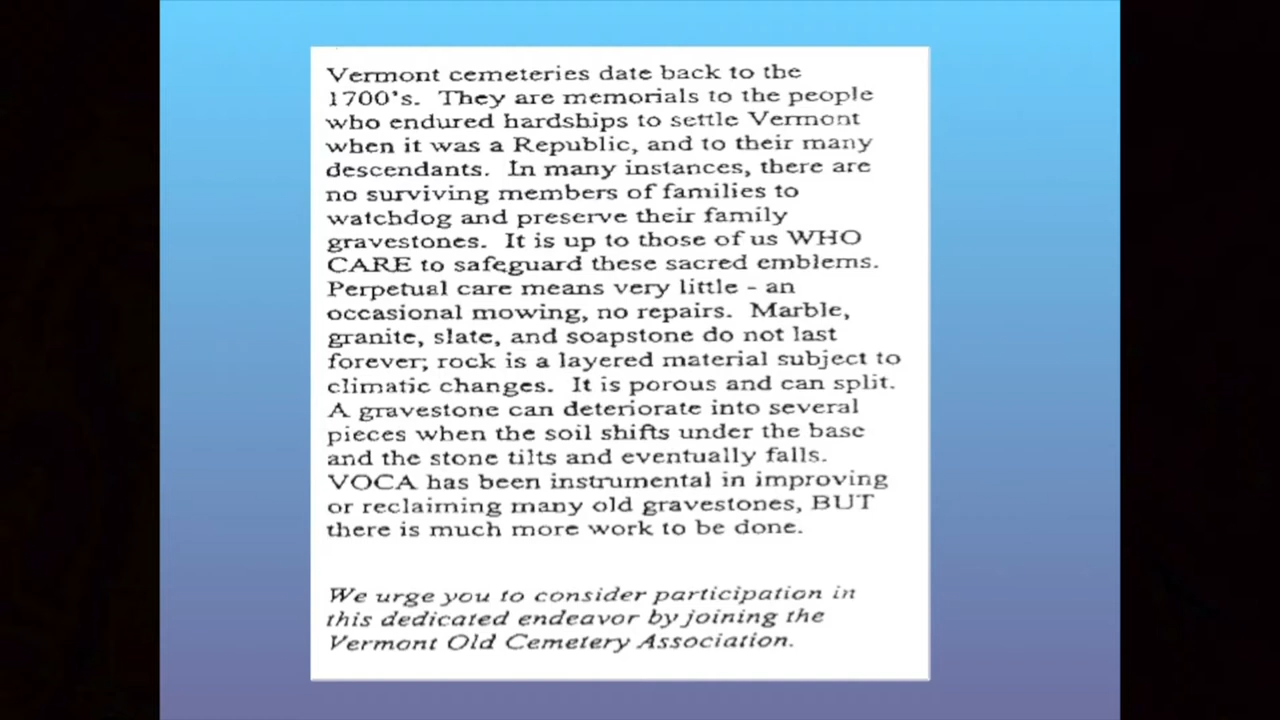 Vermont cemeteries date back to the
1700's. They are memorials to the people
who endured hardships to settle Vermont
when it was a Republic, and to their many
descendants. In many instances, there are
no surviving members of families to
watchdog and preserve their family
gravestones. It is up to those of us WHO
CARE to safeguard these sacred emblems.
Perpetual care means very little - an
occasional mowing, no repairs. Marble,
granite, slate, and soapstone do not last
forever; rock is a layered material subject to
climatic changes. It is porous and can split.
A gravestone can deteriorate into several
pieces when the soil shifts under the base
and the stone tilts and eventually falls.
VOCA has been instrumental in improving
or reclaiming many old gravestones, BUT
there is much more work to be done.
We urge you to consider participation in
this dedicated endeavor by joining the
Vermont Old Cemetery Association.